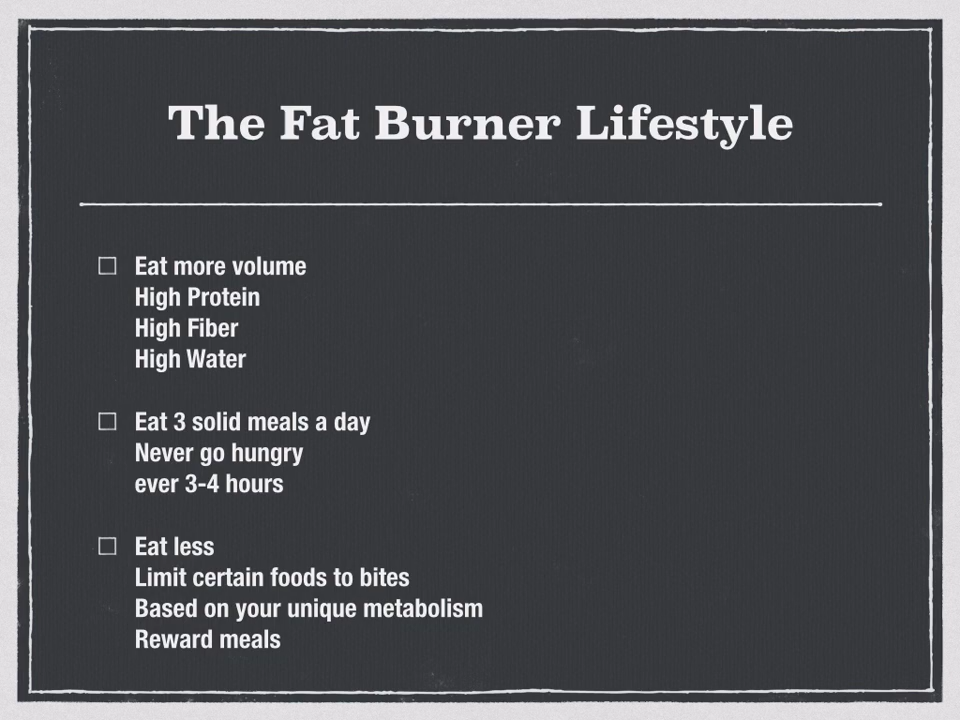 The Fat Burner Lifestyle
Eat more volume
High Protein
High Fiber
High Water
Eat 3 solid meals a day
Never go hungry
ever 3-4 hours
Eat less
Limit certain foods to bites
Based on your unique metabolism
Reward meals